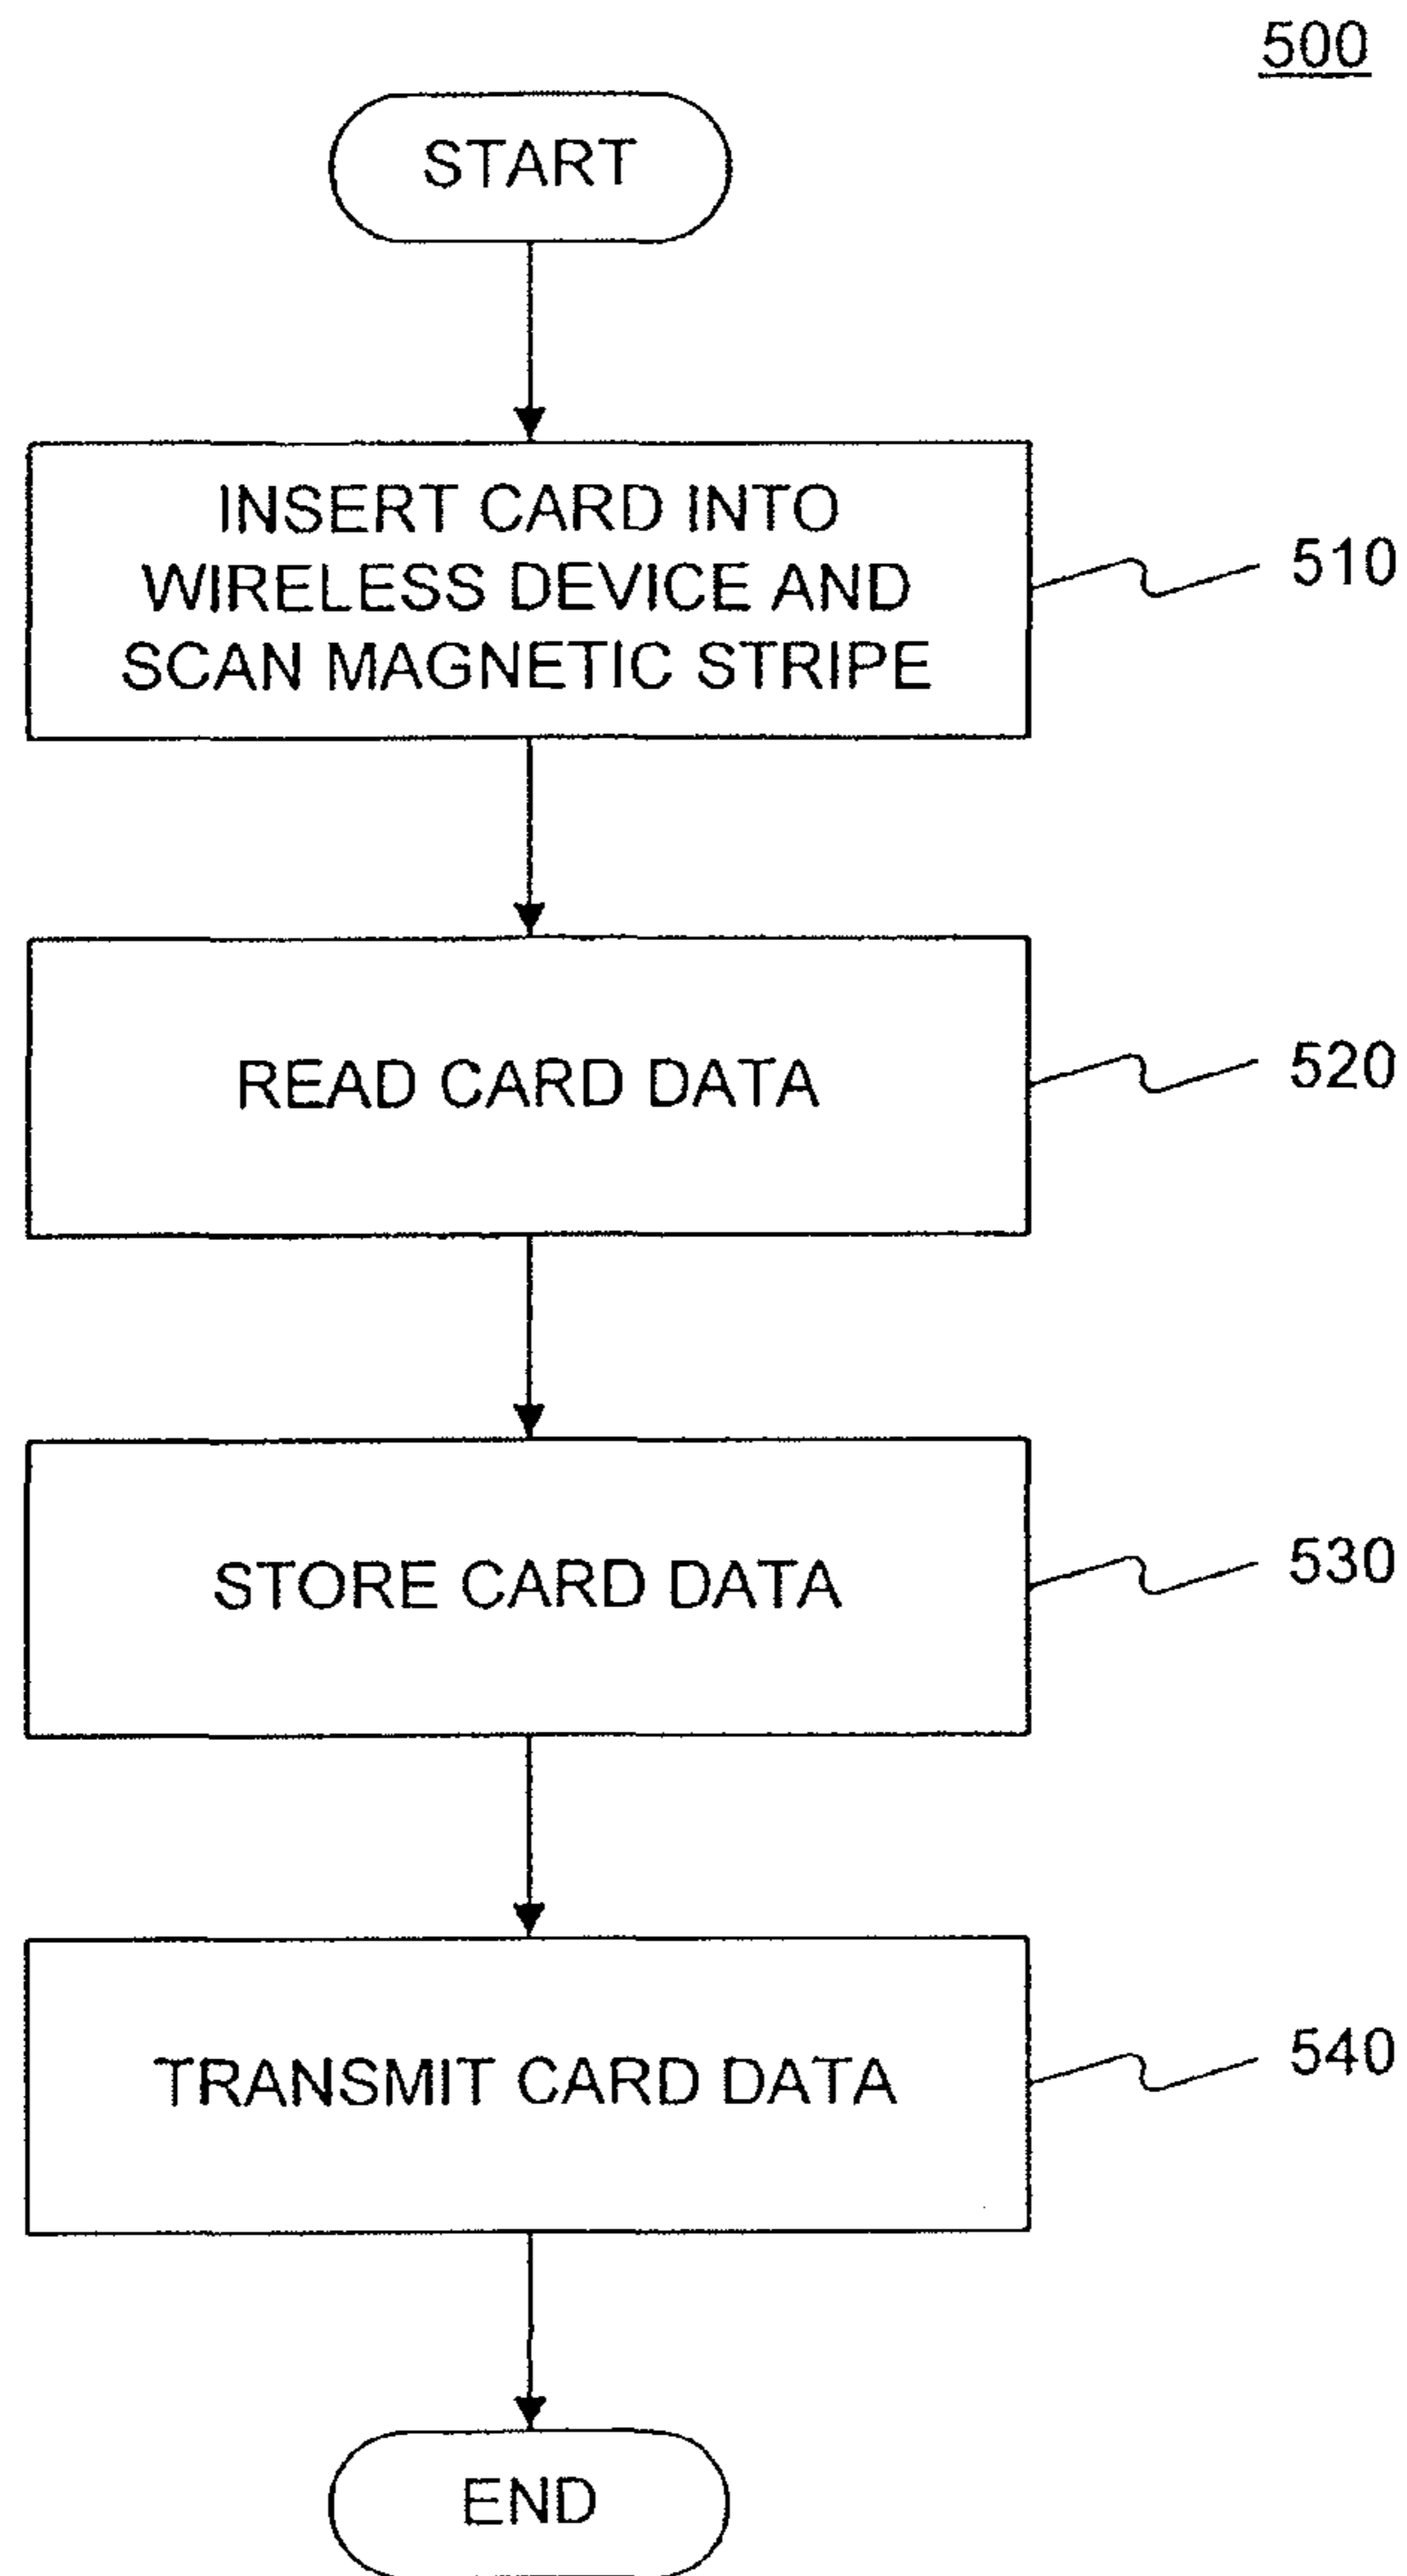 500
START
INSERT CARD INTO
WIRELESS DEVICE AND
SCAN MAGNETIC STRIPE
510
READ CARD DATA
520
STORE CARD DATA
530
TRANSMIT CARD DATA
540
END